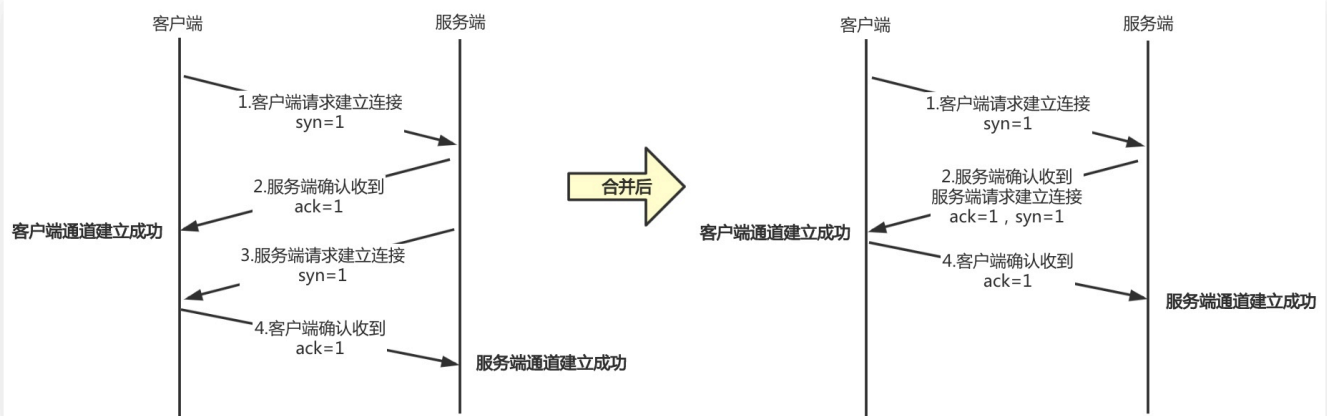 客户端
服务端
1.客户端请求建立连接
syn=1
2.服务端确认收到
ack=1
客户端通道建立成功
3.服务端请求建立连接
syn=1
4.客户端确认收到
ack=1
服务端通道建立成功
合并后
客户端
服务端
1.客户端请求建立连接
syn=1
2.服务端确认收到
服务端请求建立连接
ack=1，syn=1
客户端通道建立成功
4.客户端确认收到
ack=1
服务端通道建立成功